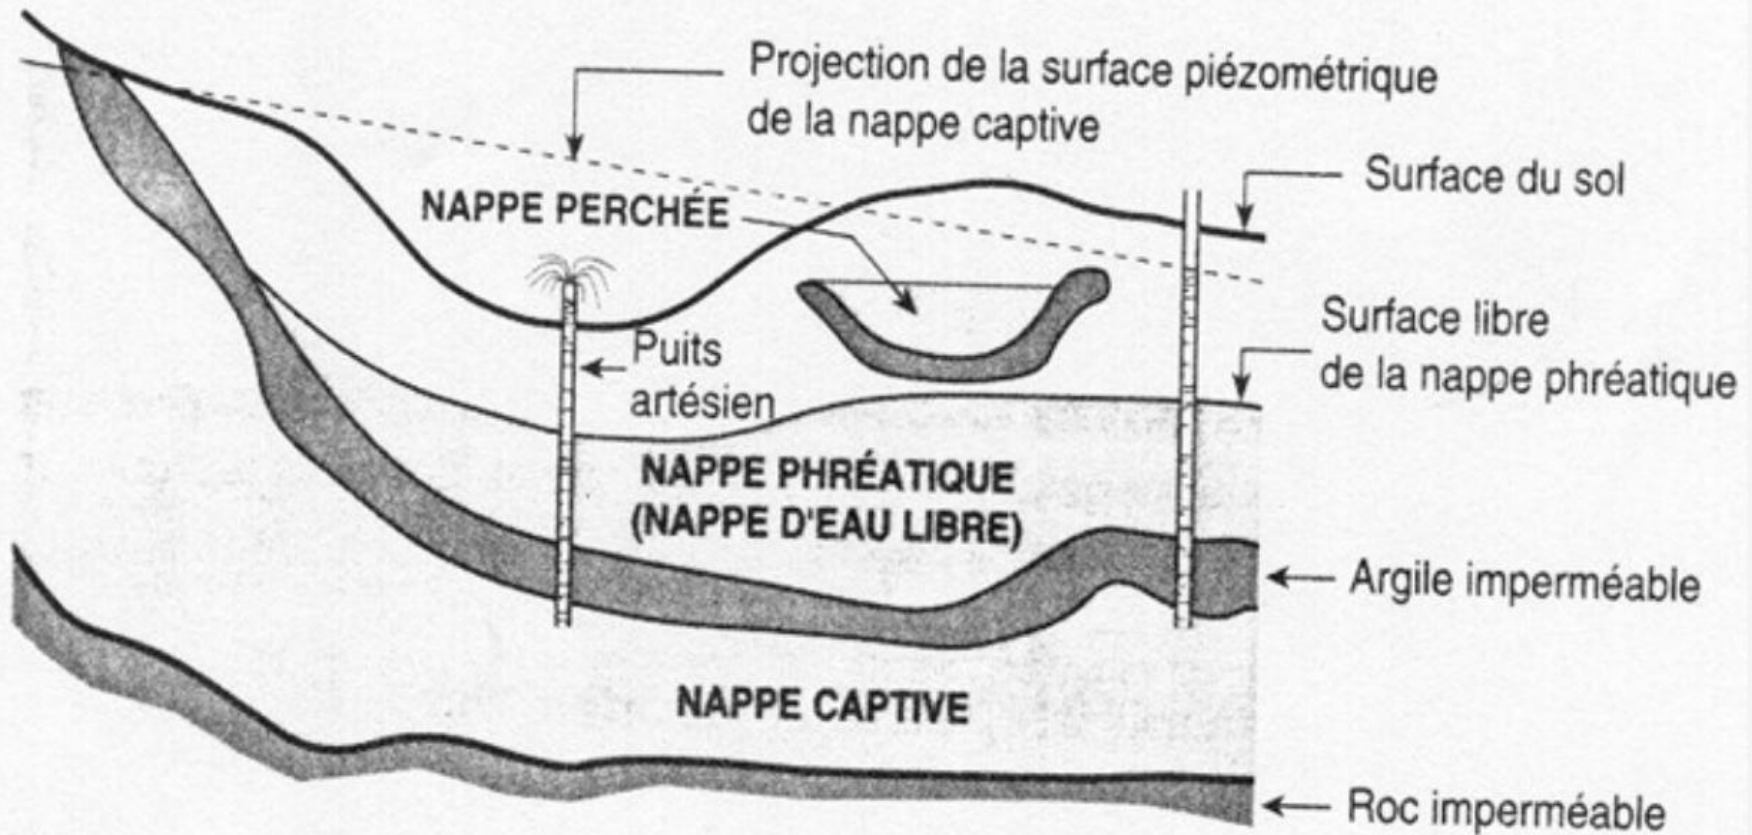 Projection de la surface piézométrique
de la nappe captive
Surface du sol
NAPPE PERCHÉE
Surface libre
de la nappe phréatique
Puits
artésien
NAPPE PHRÉATIQUE
(NAPPE D'EAU LIBRE)
Argile imperméable
NAPPE CAPTIVE
Roc imperméable